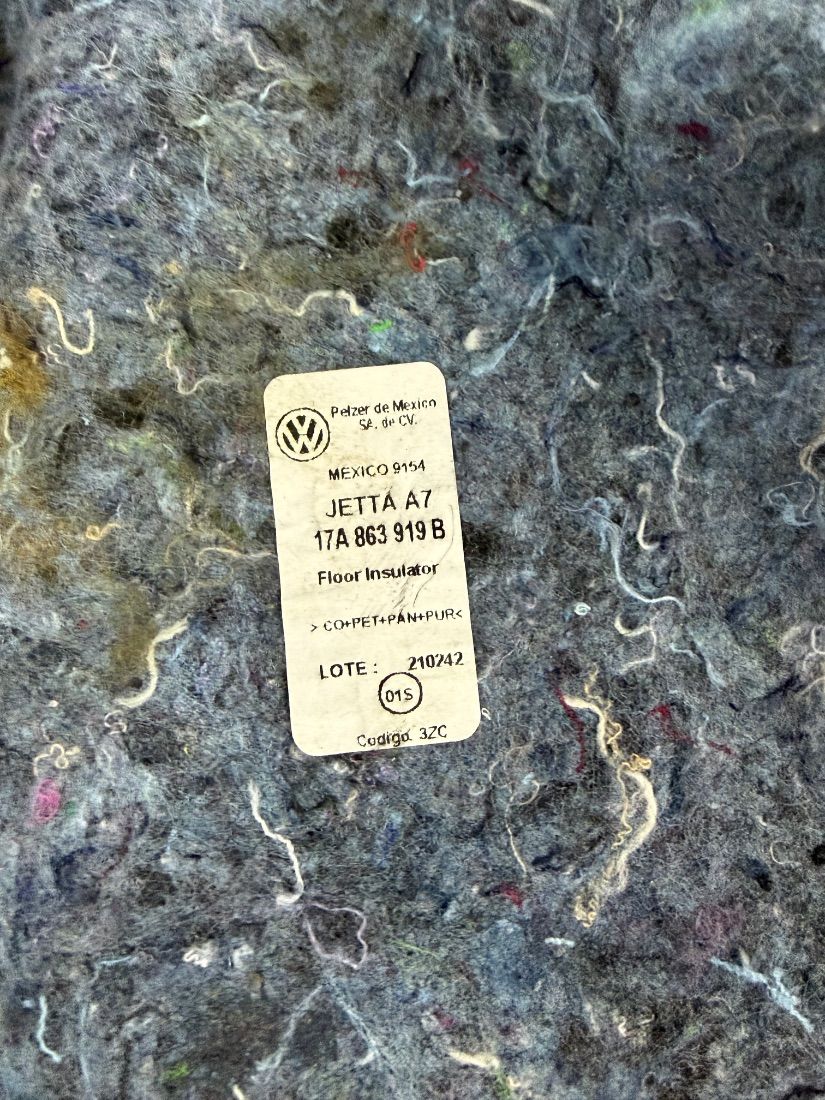 Pelzer de Mexico
SA. de CV.
MEXICO 9154
JETTA A7
17A 863 919 B
Floor Insulator
> CO+PET+PAN+PUR<
LOTE : 210242
01S
Codigo. 3ZC